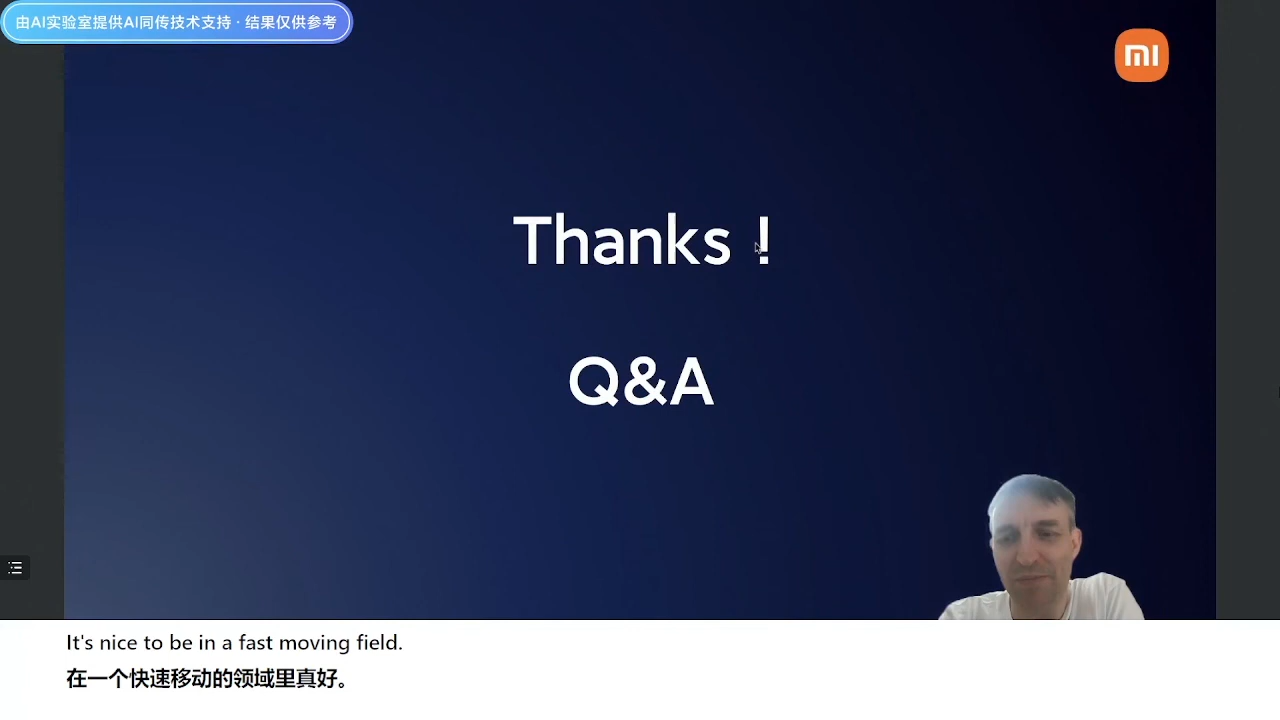 由AI实验室提供AI同传技术支持 · 结果仅供参考
mi
Thanks !
Q&A
It's nice to be in a fast moving field.
在一个快速移动的领域里真好。